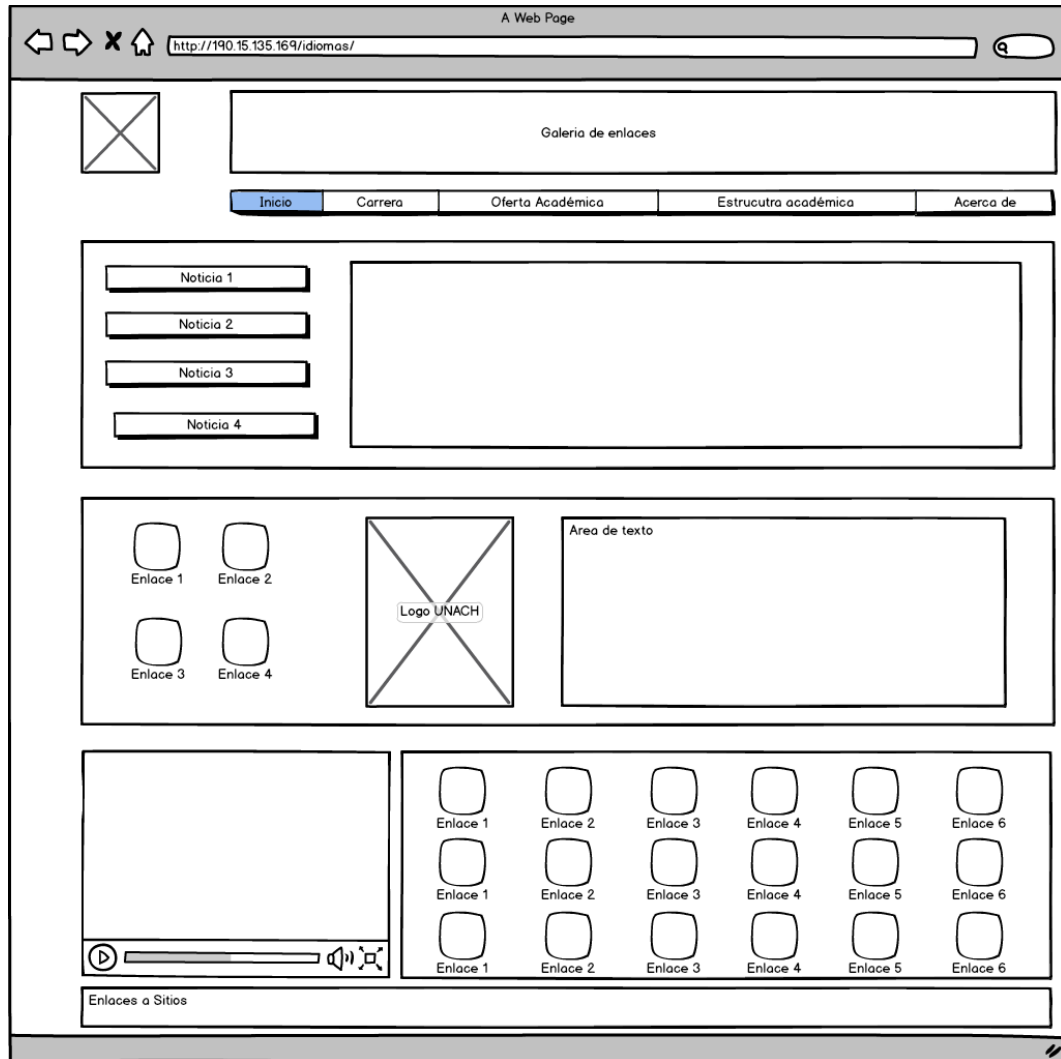 A Web Page
http://190.15.135.169/idiomas/
Galeria de enlaces
Inicio Carrera Oferta Académica Estrucutra académica Acerca de
Noticia 1
Noticia 2
Noticia 3
Noticia 4
Enlace 1 Enlace 2
Enlace 3 Enlace 4
Logo UNACH
Area de texto
Enlace 1 Enlace 2 Enlace 3 Enlace 4 Enlace 5 Enlace 6
Enlace 1 Enlace 2 Enlace 3 Enlace 4 Enlace 5 Enlace 6
Enlace 1 Enlace 2 Enlace 3 Enlace 4 Enlace 5 Enlace 6
Enlaces a Sitios